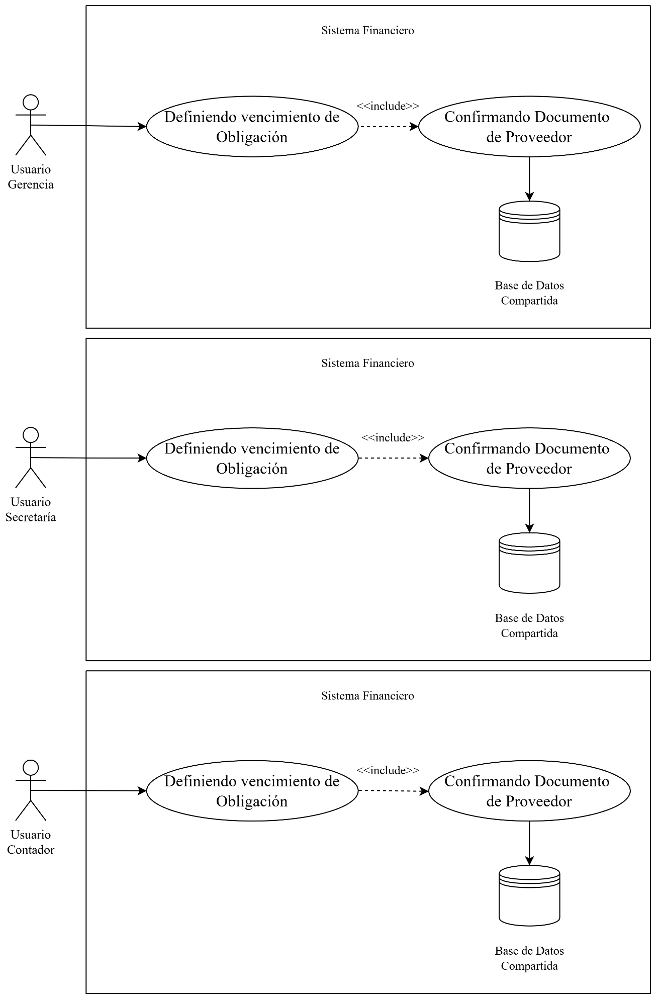 Sistema Financiero
<<include>>
Definiendo vencimiento de
Obligación
Confirmando Documento
de Proveedor
Usuario
Gerencia
Base de Datos
Compartida
Sistema Financiero
<<include>>
Definiendo vencimiento de
Obligación
Confirmando Documento
de Proveedor
Usuario
Secretaría
Base de Datos
Compartida
Sistema Financiero
<<include>>
Definiendo vencimiento de
Obligación
Confirmando Documento
de Proveedor
Usuario
Contador
Base de Datos
Compartida